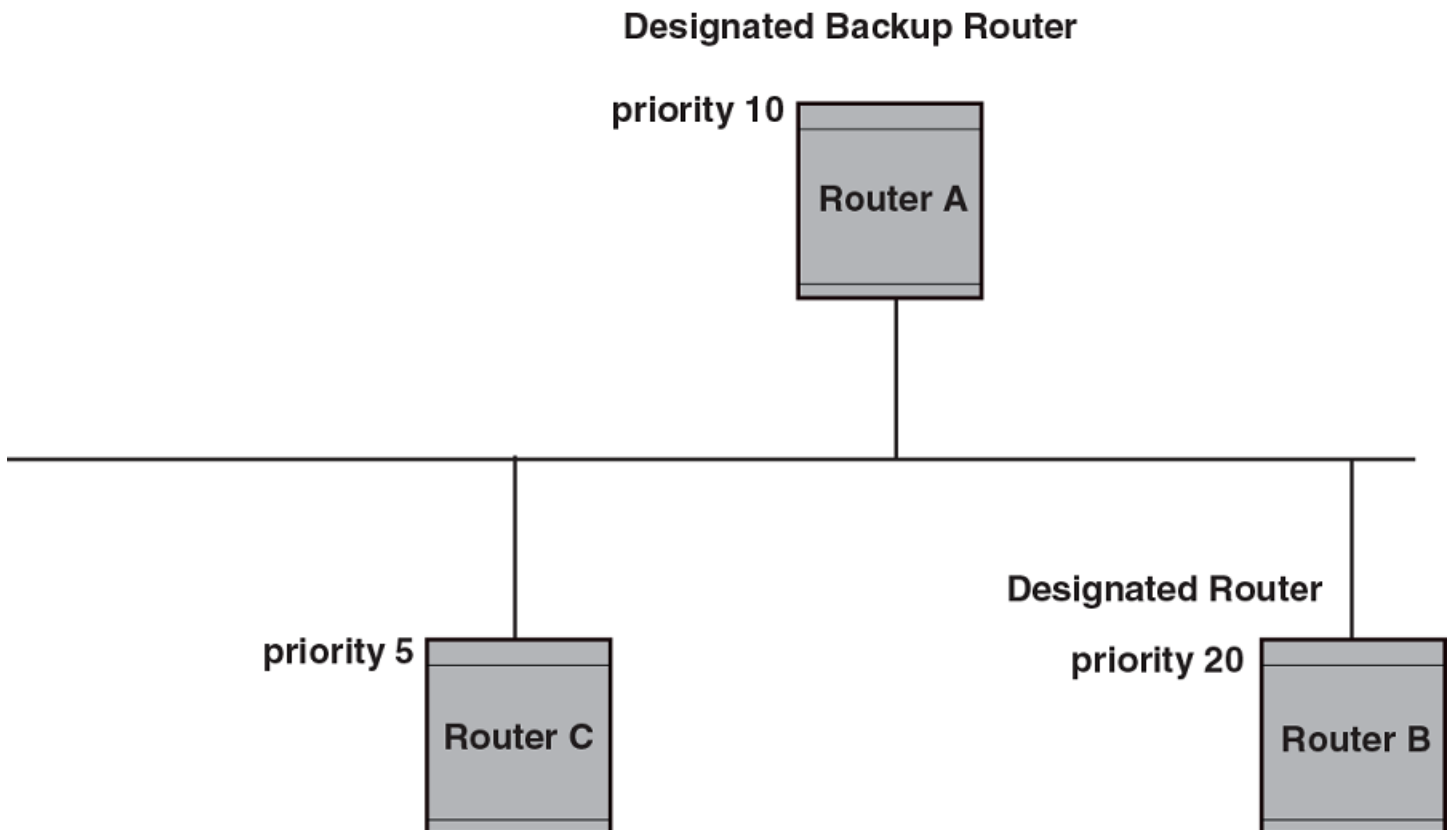 Designated Backup Router
priority 10
Router A
Designated Router
priority 5
priority 20
Router C
Router B